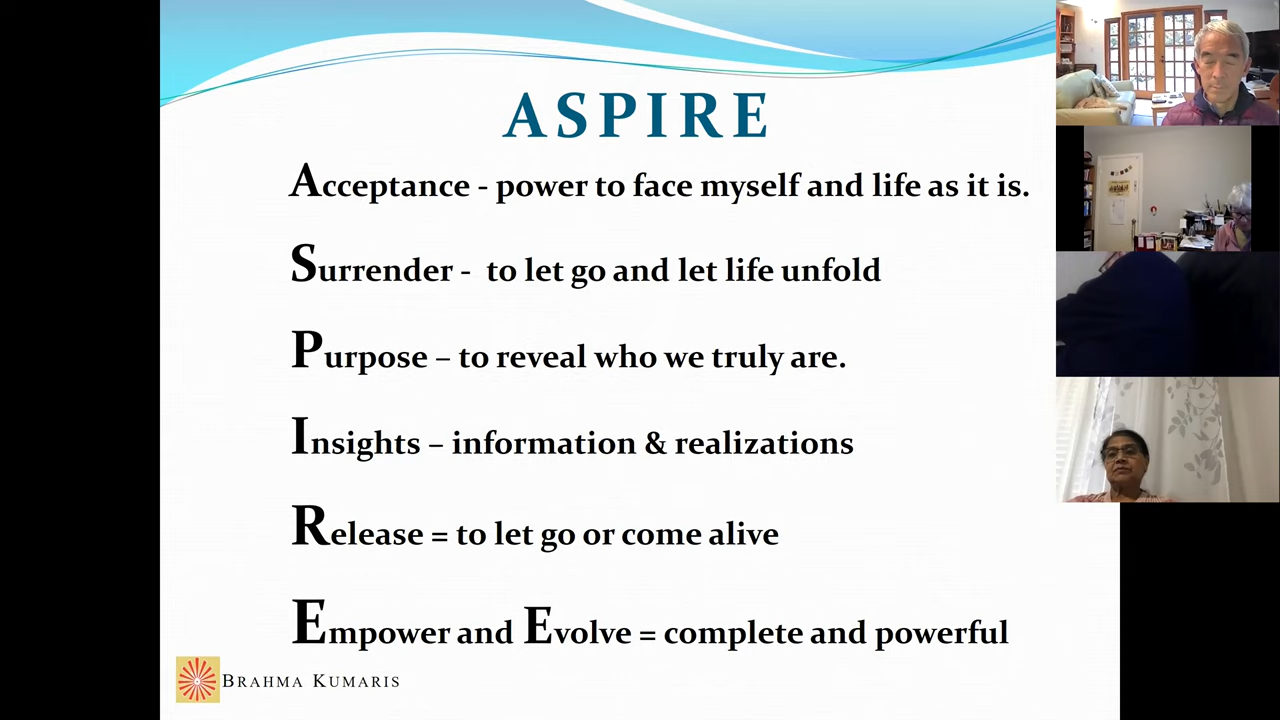 ASPIRE
Acceptance - power to face myself and life as it is.
Surrender - to let go and let life unfold
Purpose – to reveal who we truly are.
Insights – information & realizations
Release = to let go or come alive
Empower and Evolve = complete and powerful
BRAHMA KUMARIS